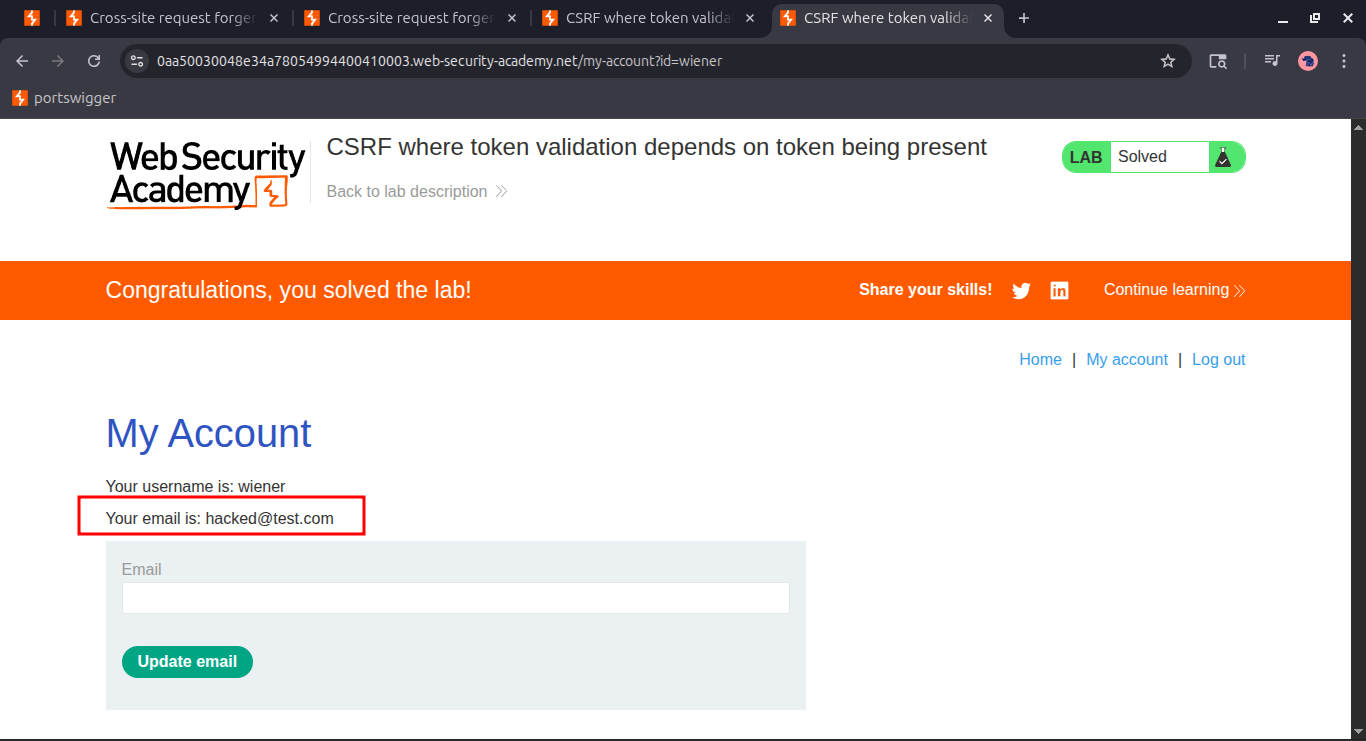 Cross-site request forger
Cross-site request forger
CSRF where token valida
CSRF where token valida
0aa50030048e34a78054994400410003.web-security-academy.net/my-account?id=wiener
portswigger
Web Security
Academy
CSRF where token validation depends on token being present
Back to lab description
LAB Solved
Congratulations, you solved the lab!
Share your skills!
Continue learning
Home | My account | Log out
My Account
Your username is: wiener
Your email is: hacked@test.com
Email
Update email